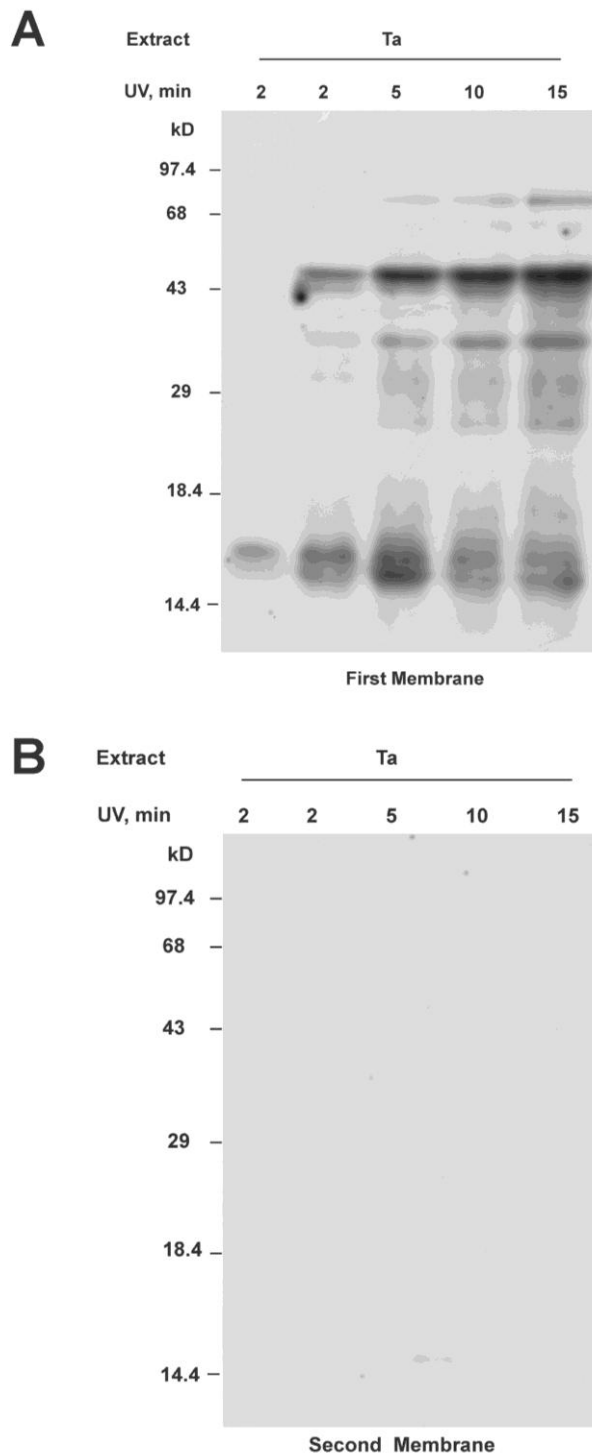 A
Extract Ta
UV, min 2 2 5 10 15
kD
97.4
68
43
29
18.4
14.4
First Membrane
B
Extract Ta
UV, min 2 2 5 10 15
kD
97.4
68
43
29
18.4
14.4
Second Membrane